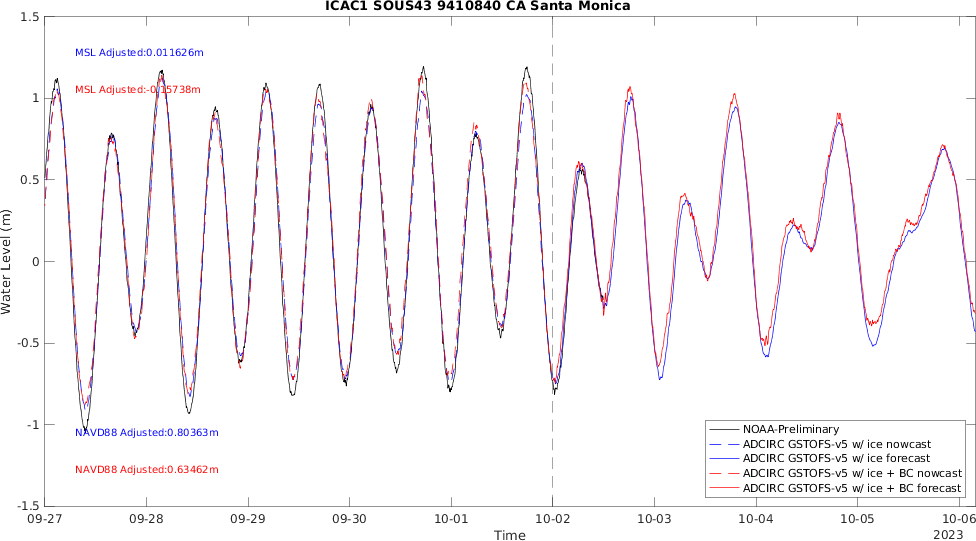 ICAC1 SOUS43 9410840 CA Santa Monica
1.5
1
0.5
0
-0.5
-1
-1.5
Water Level (m)
MSL Adjusted:0.011626m
MSL Adjusted:-0.15738m
NAVD88 Adjusted:0.80363m
NAVD88 Adjusted:0.63462m
NOAA-Preliminary
ADCIRC GSTOFS-v5 w/ ice nowcast
ADCIRC GSTOFS-v5 w/ ice forecast
ADCIRC GSTOFS-v5 w/ ice + BC nowcast
ADCIRC GSTOFS-v5 w/ ice + BC forecast
09-27 09-28 09-29 09-30 10-01 10-02 10-03 10-04 10-05 10-06
Time
2023